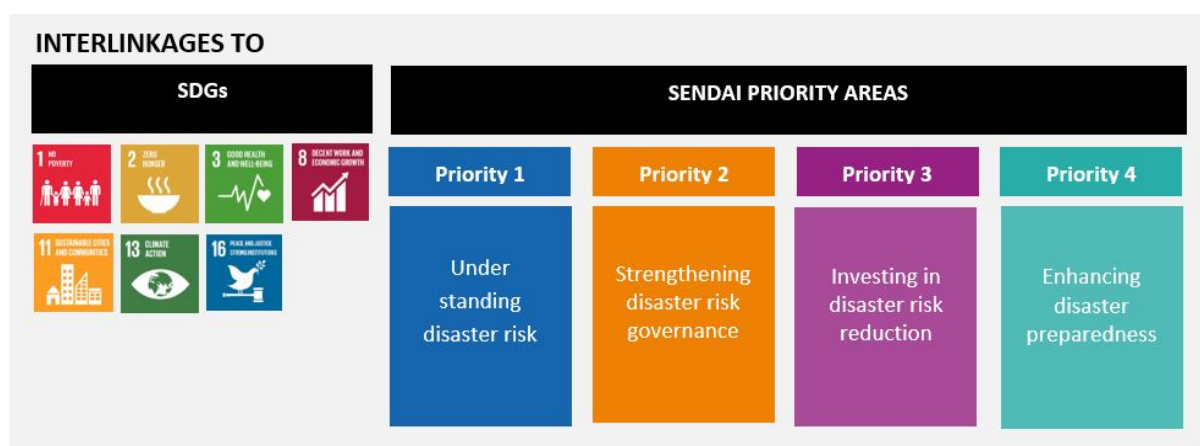 INTERLINKAGES TO
SDGs
1 NO
POVERTY
2 ZERO
HUNGER
3 GOOD HEALTH
AND WELL-BEING
8 DECENT WORK AND
ECONOMIC GROWTH
11 SUSTAINABLE CITIES
AND COMMUNITIES
13 CLIMATE
ACTION
16 PEACE AND JUSTICE
STRONG INSTITUTIONS
SENDAI PRIORITY AREAS
Priority 1
Under
standing
disaster risk
Priority 2
Strengthening
disaster risk
governance
Priority 3
Investing in
disaster risk
reduction
Priority 4
Enhancing
disaster
preparedness